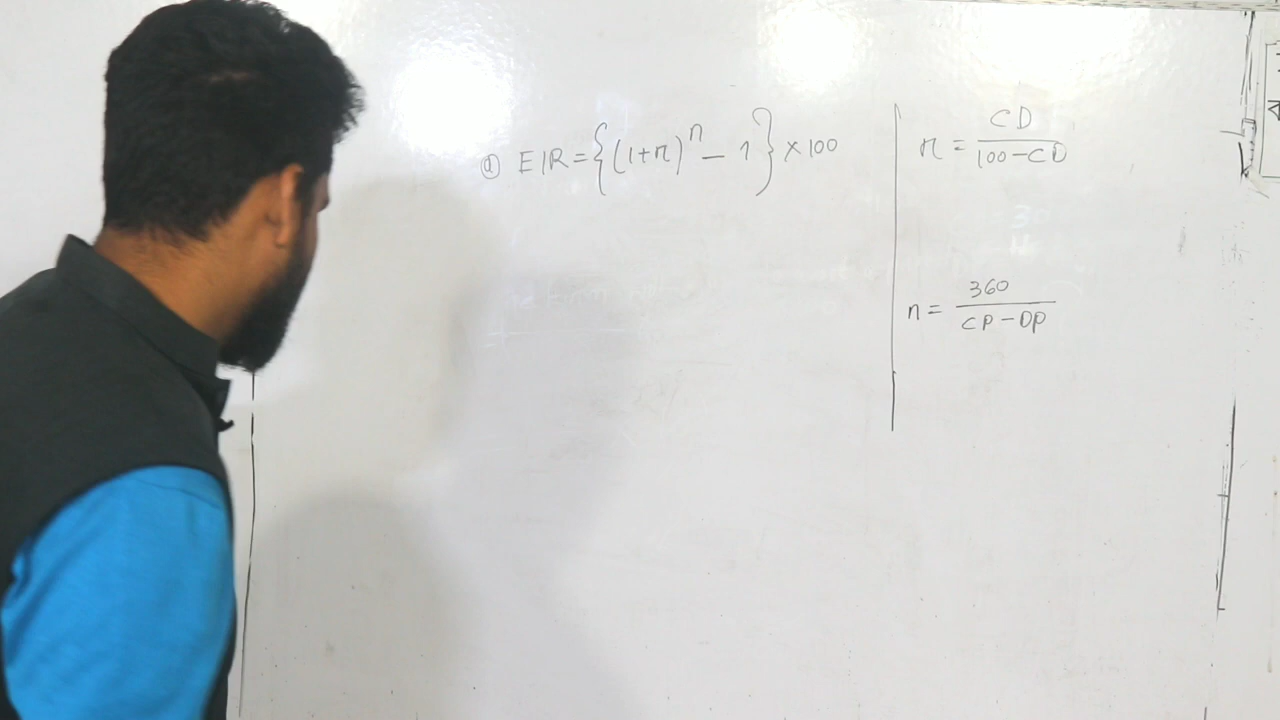 ① EIR = {(1+r)^n - 1} × 100
r = CD / 100 - CD
n = 360 / CP - DP